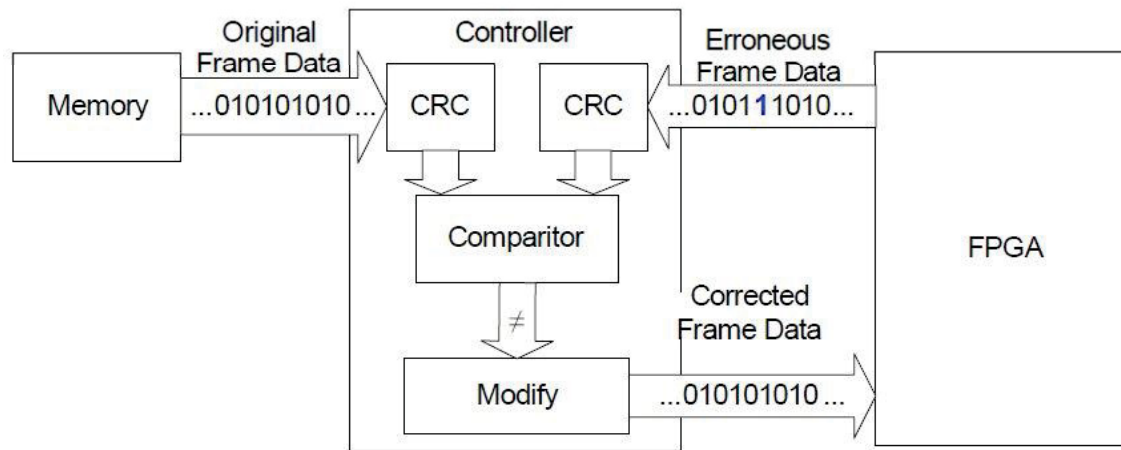 Original
Frame Data
Controller
Erroneous
Frame Data
Memory
...010101010 ...
CRC
CRC
...010111010...
Comparitor
FPGA
≠
Corrected
Frame Data
Modify
...010101010 ...